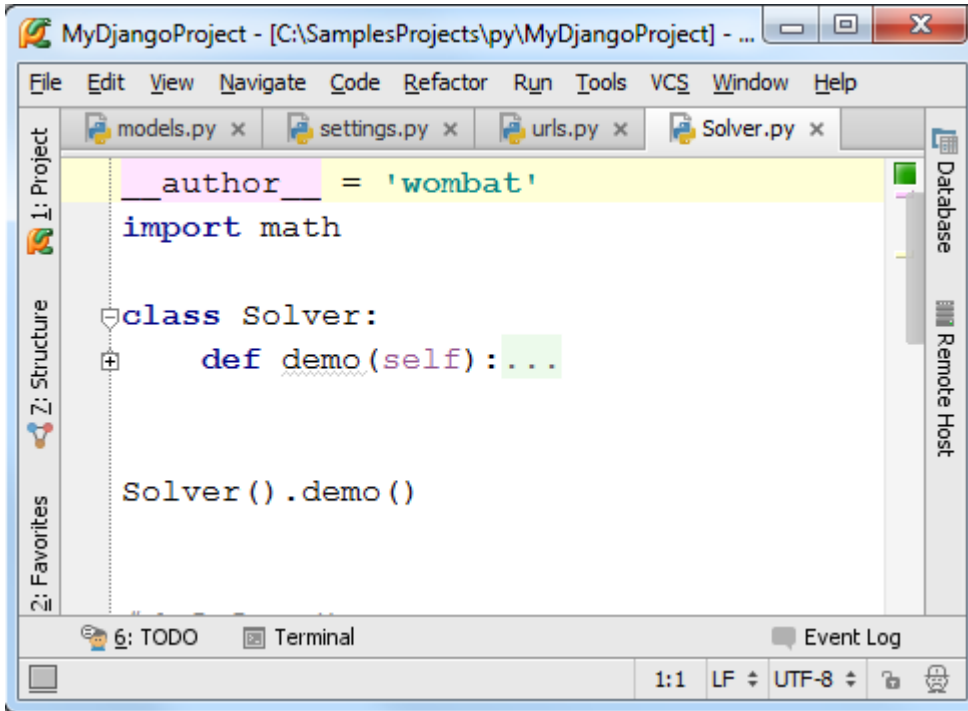 MyDjangoProject - [C:\SamplesProjects\py\MyDjangoProject] - ...
File Edit View Navigate Code Refactor Run Tools VCS Window Help
models.py settings.py urls.py Solver.py
1: Project
Z: Structure
2: Favorites
__author__ = 'wombat'
import math
class Solver:
def demo(self):...
Solver().demo()
Database
Remote Host
6: TODO Terminal Event Log
1:1 LF UTF-8